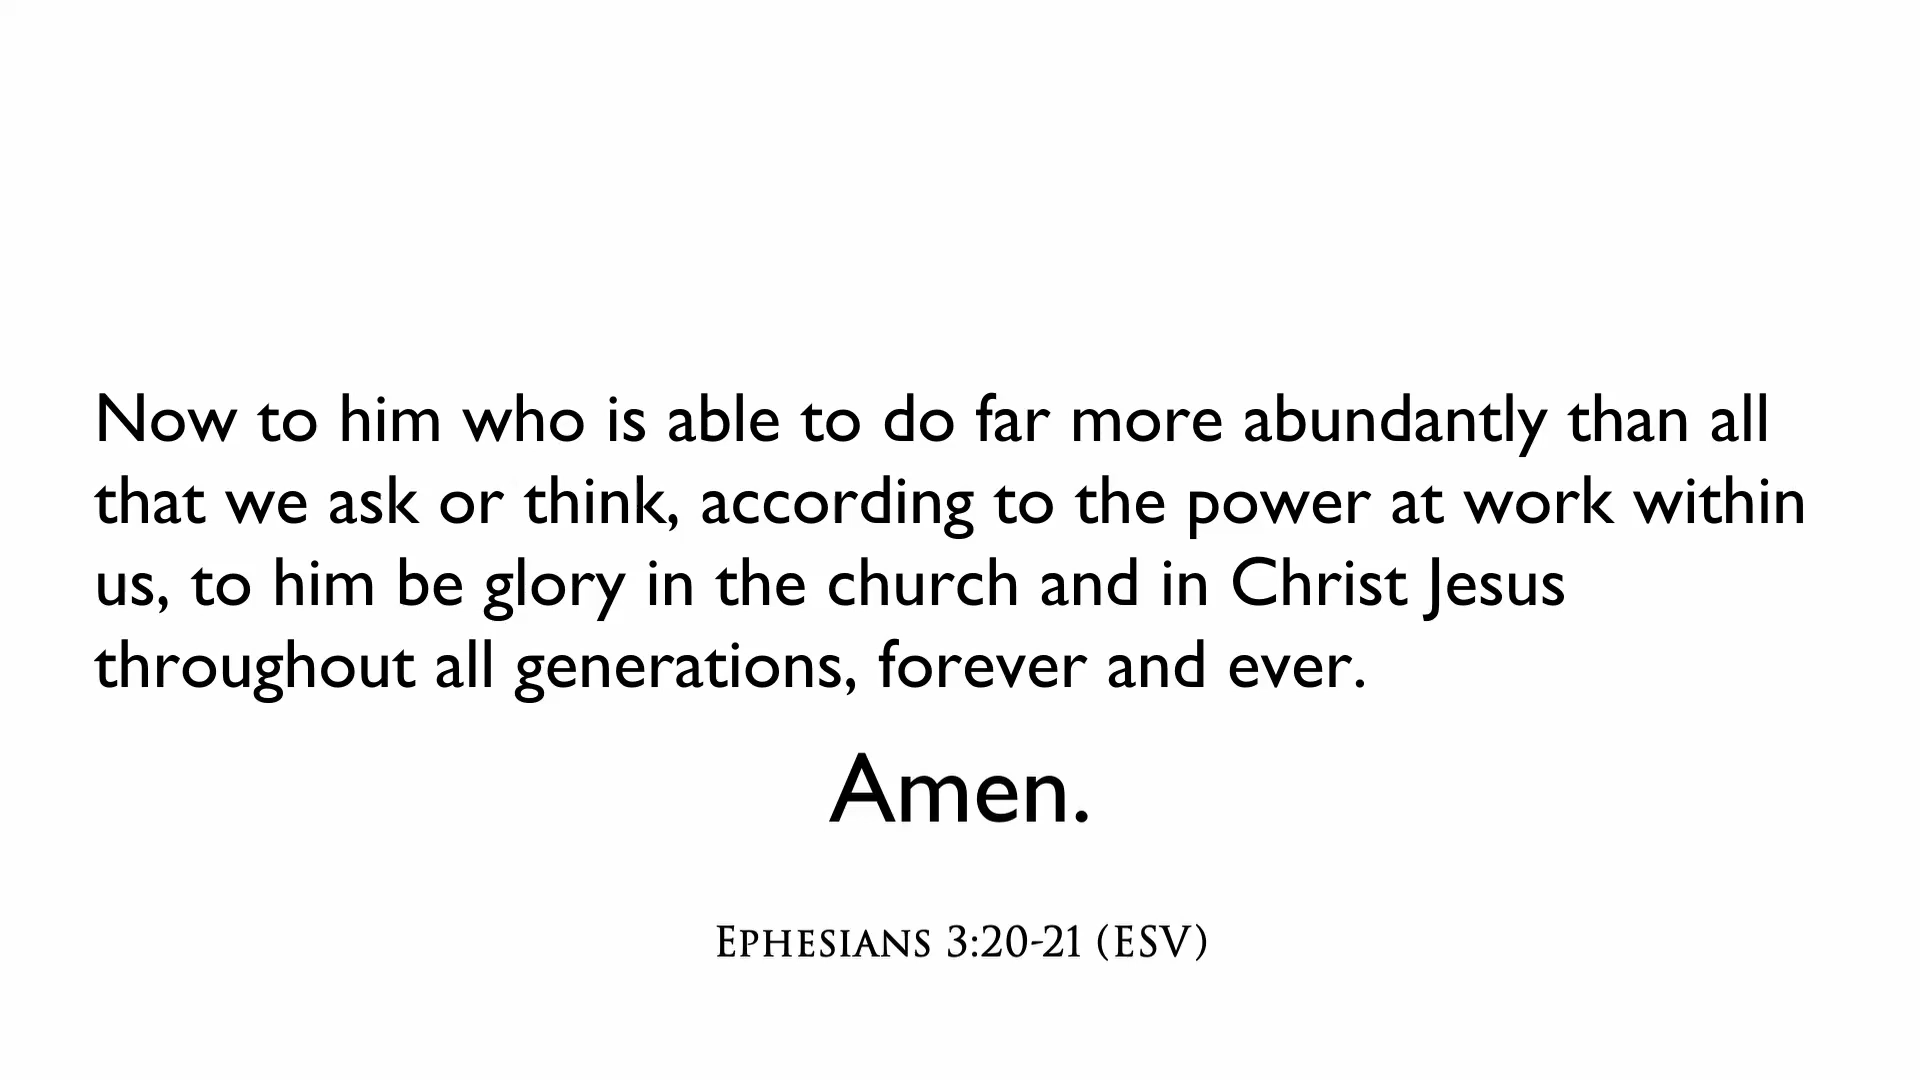 Now to him who is able to do far more abundantly than all
that we ask or think, according to the power at work within
us, to him be glory in the church and in Christ Jesus
throughout all generations, forever and ever.
Amen.
Ephesians 3:20-21 (ESV)